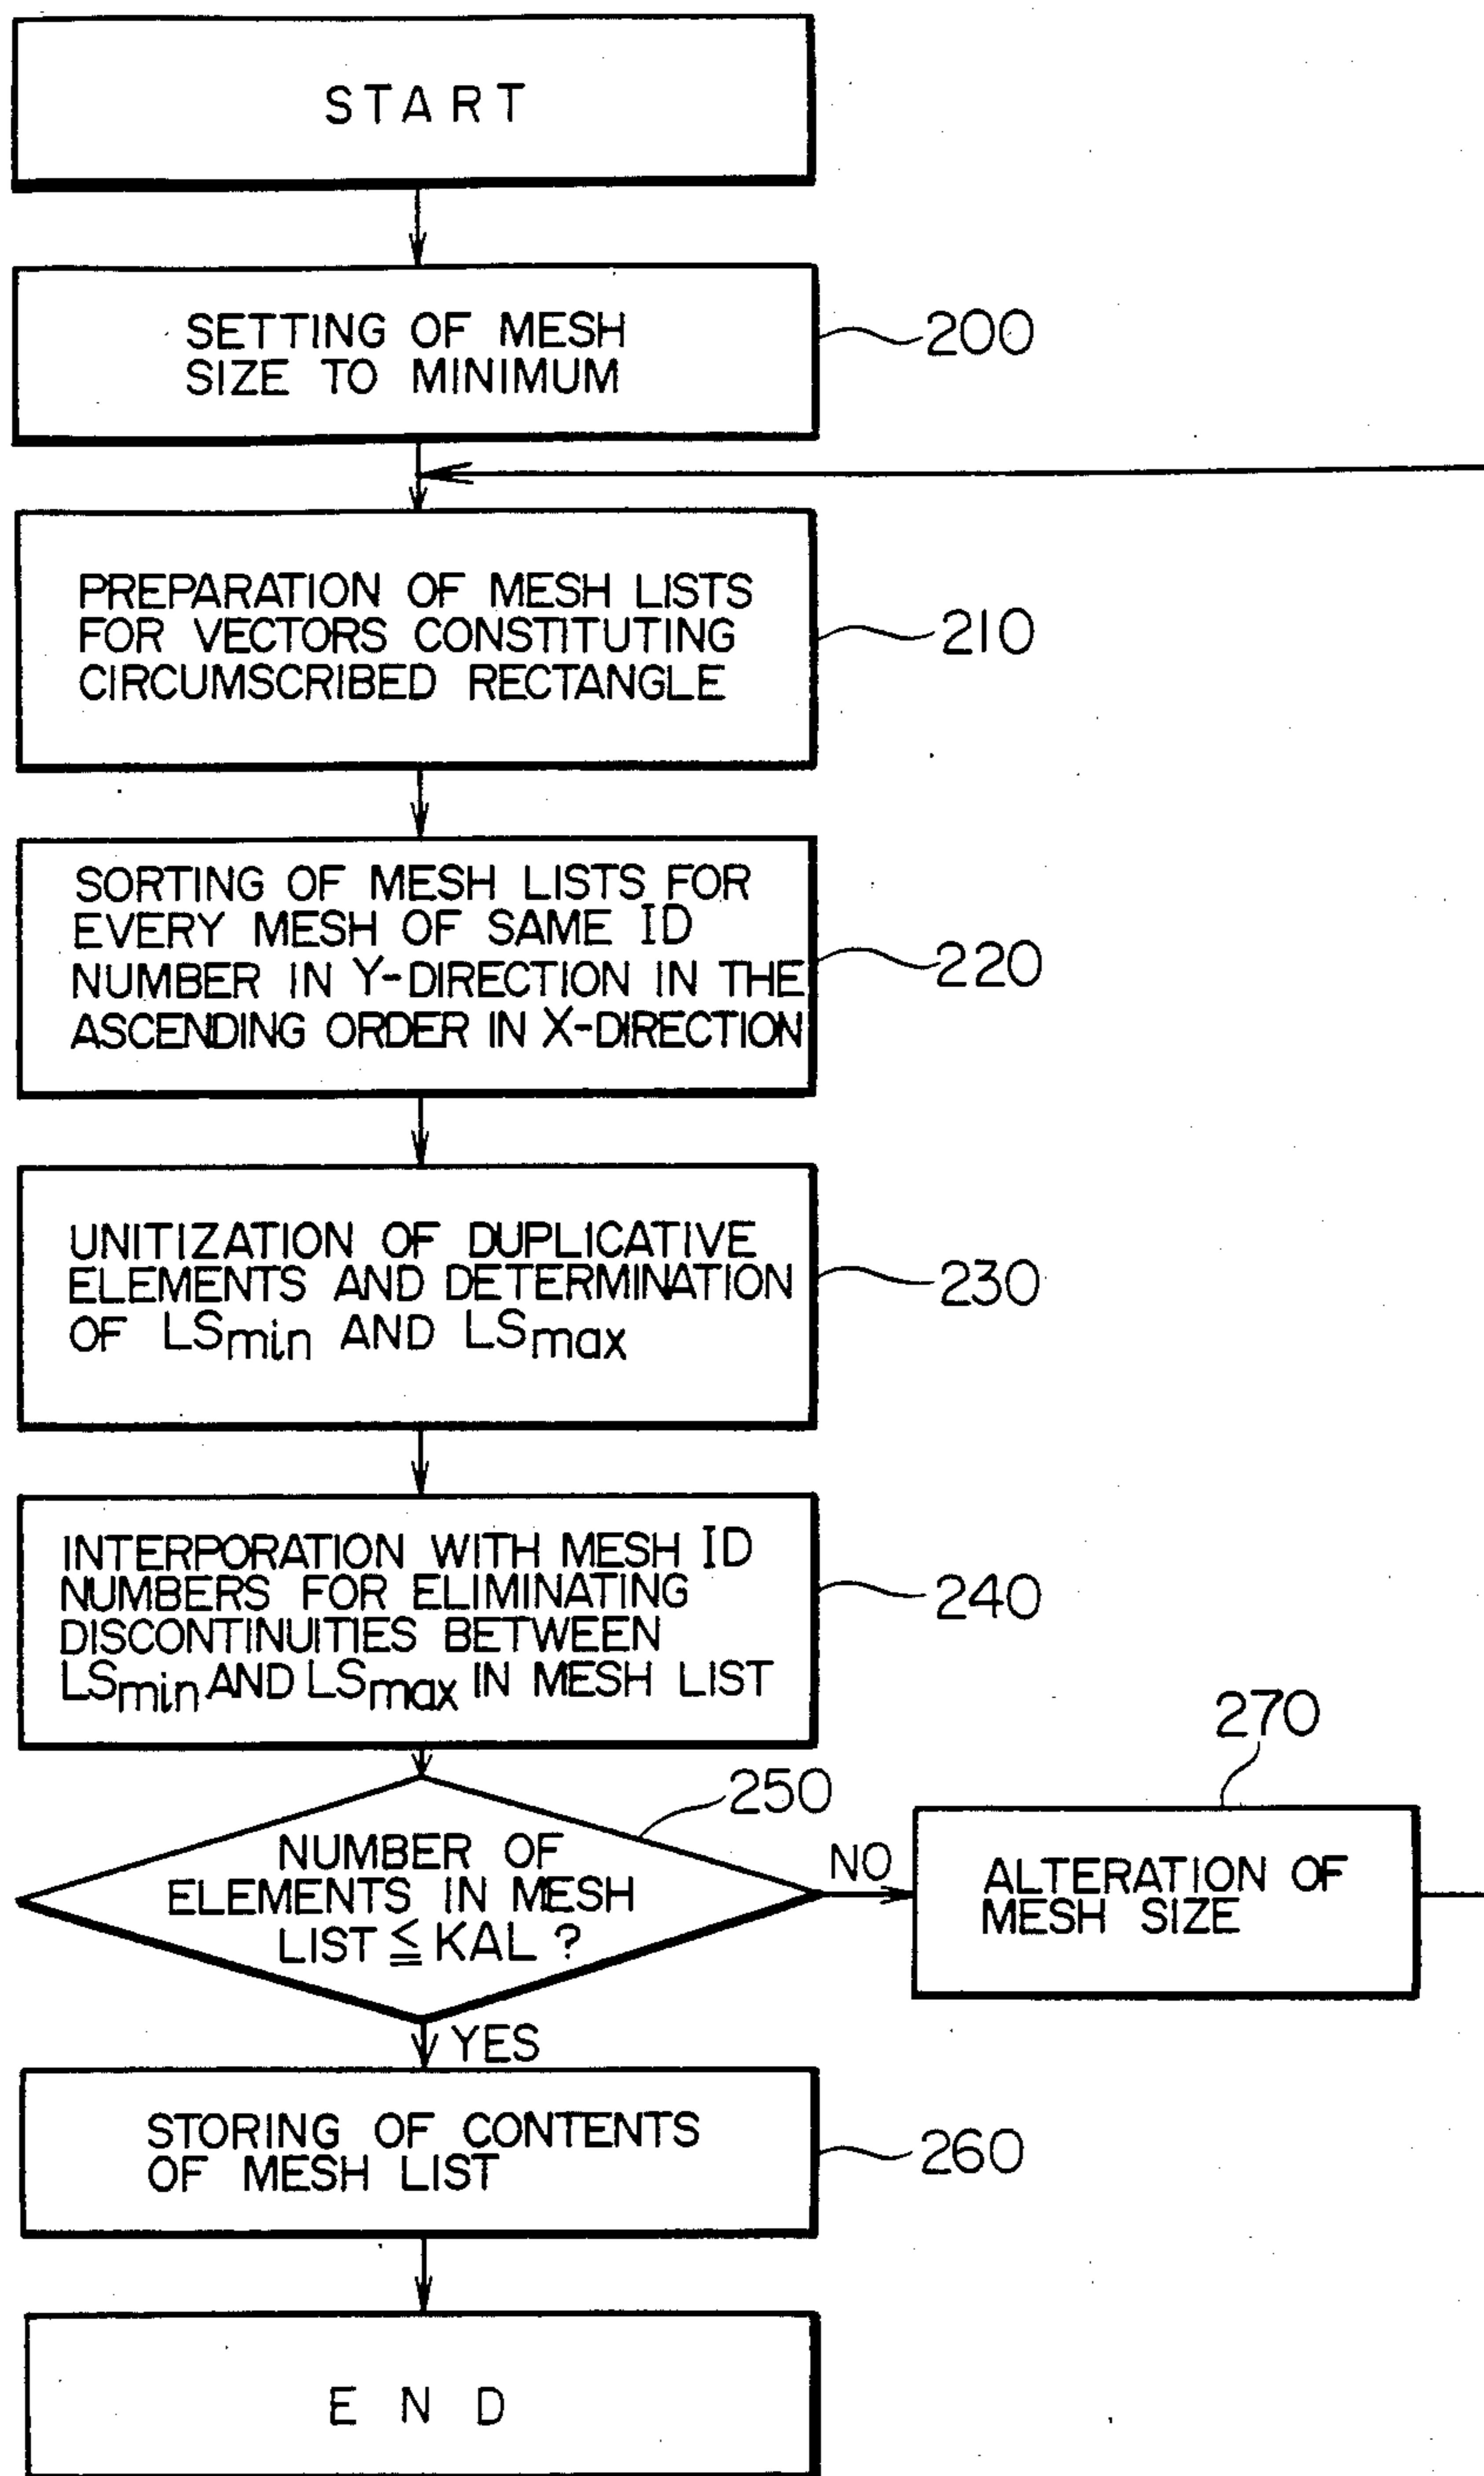 START
SETTING OF MESH
SIZE TO MINIMUM
200
PREPARATION OF MESH LISTS
FOR VECTORS CONSTITUTING
CIRCUMSCRIBED RECTANGLE
210
SORTING OF MESH LISTS FOR
EVERY MESH OF SAME ID
NUMBER IN Y-DIRECTION IN THE
ASCENDING ORDER IN X-DIRECTION
220
UNITIZATION OF DUPLICATIVE
ELEMENTS AND DETERMINATION
OF LSmin AND LSmax
230
INTERPORATION WITH MESH ID
NUMBERS FOR ELIMINATING
DISCONTINUITIES BETWEEN
LSmin AND LSmax IN MESH LIST
240
250
NUMBER OF
ELEMENTS IN MESH
LIST ≦ KAL ?
NO
270
ALTERATION OF
MESH SIZE
YES
STORING OF CONTENTS
OF MESH LIST
260
END